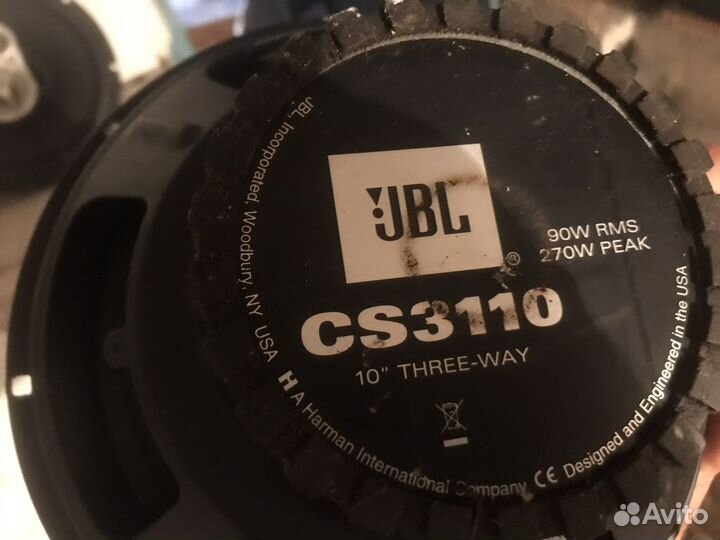 JBL
®
90W RMS
270W PEAK
CS3110
10" THREE-WAY
JBL, Incorporated, Woodbury, NY USA
H A Harman International Company CE Designed and Engineered in the USA
Avito